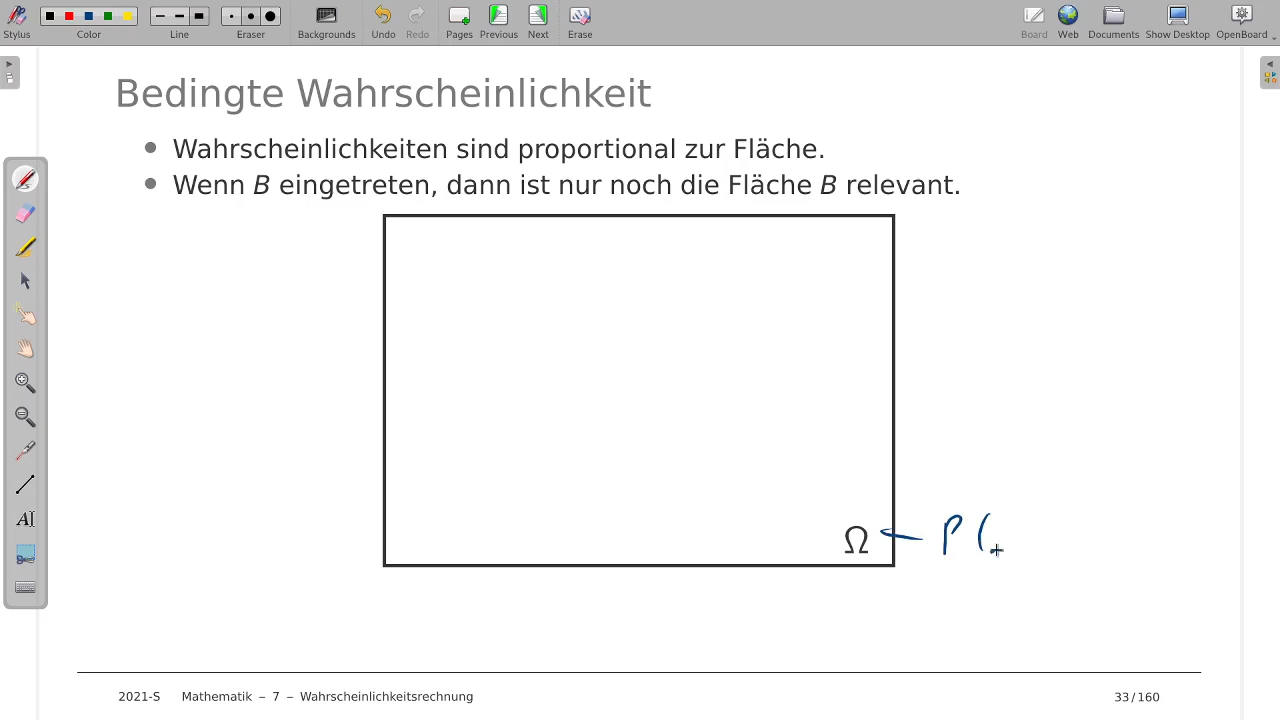 Stylus Color Line Eraser Backgrounds Undo Redo Pages Previous Next Erase Board Web Documents Show Desktop OpenBoard
Bedingte Wahrscheinlichkeit
Wahrscheinlichkeiten sind proportional zur Fläche.
Wenn B eingetreten, dann ist nur noch die Fläche B relevant.
Ω ← P (
AI
2021-S Mathematik – 7 – Wahrscheinlichkeitsrechnung 33/160